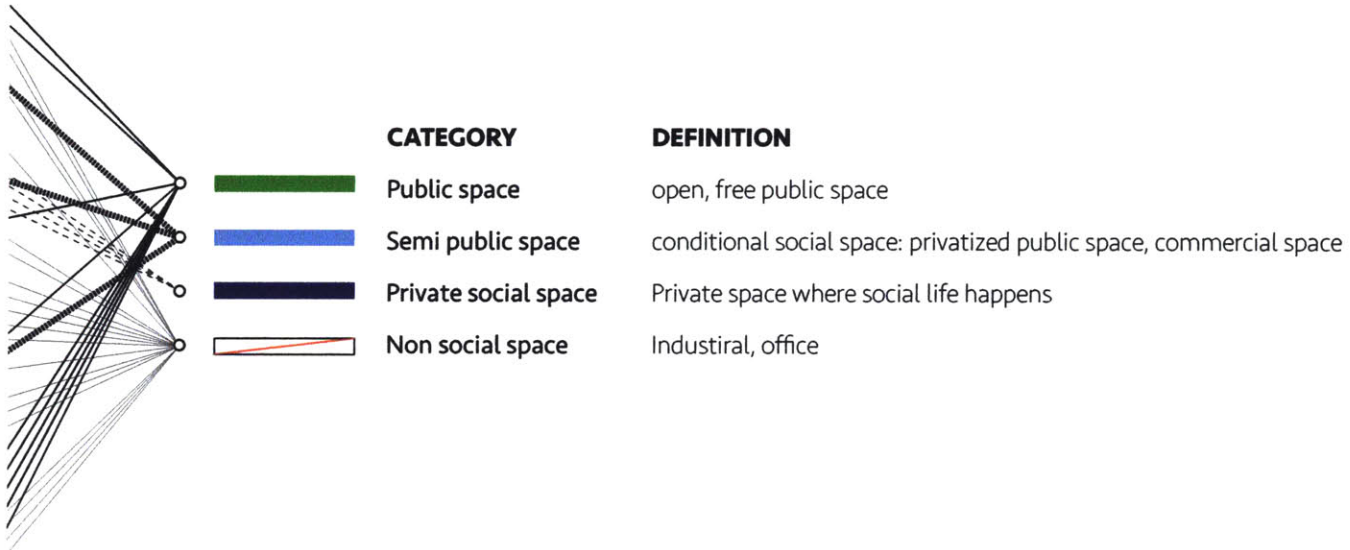 CATEGORY DEFINITION
Public space open, free public space
Semi public space conditional social space: privatized public space, commercial space
Private social space Private space where social life happens
Non social space Industiral, office